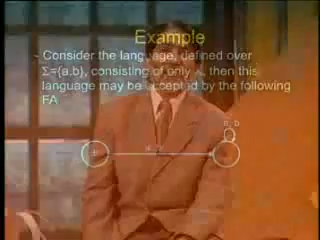 Example
- Consider the language, defined over
Σ={a,b}, consisting of only Λ, then this
language may be accepted by the following
FA
a, b
a, b